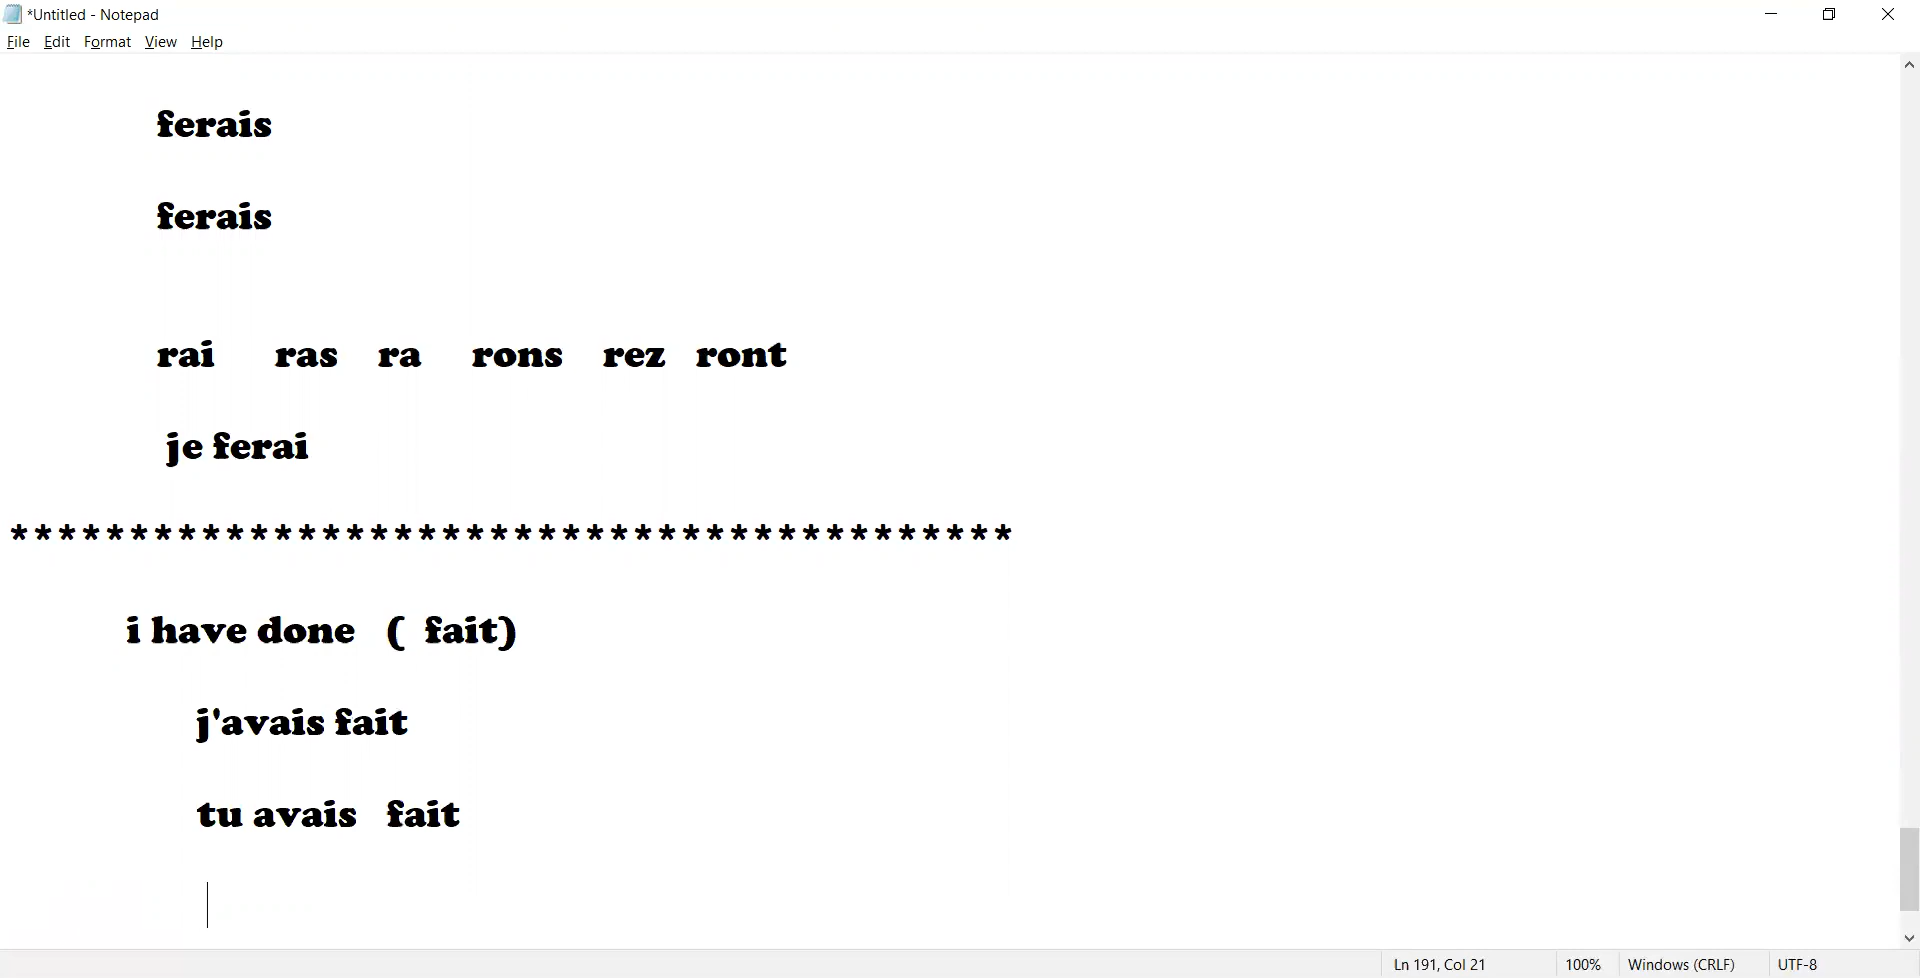 *Untitled - Notepad
File Edit Format View Help
ferais
ferais
rai ras ra rons rez ront
je ferai
******************************************
i have done ( fait)
j'avais fait
tu avais fait
Ln 191, Col 21 100% Windows (CRLF) UTF-8